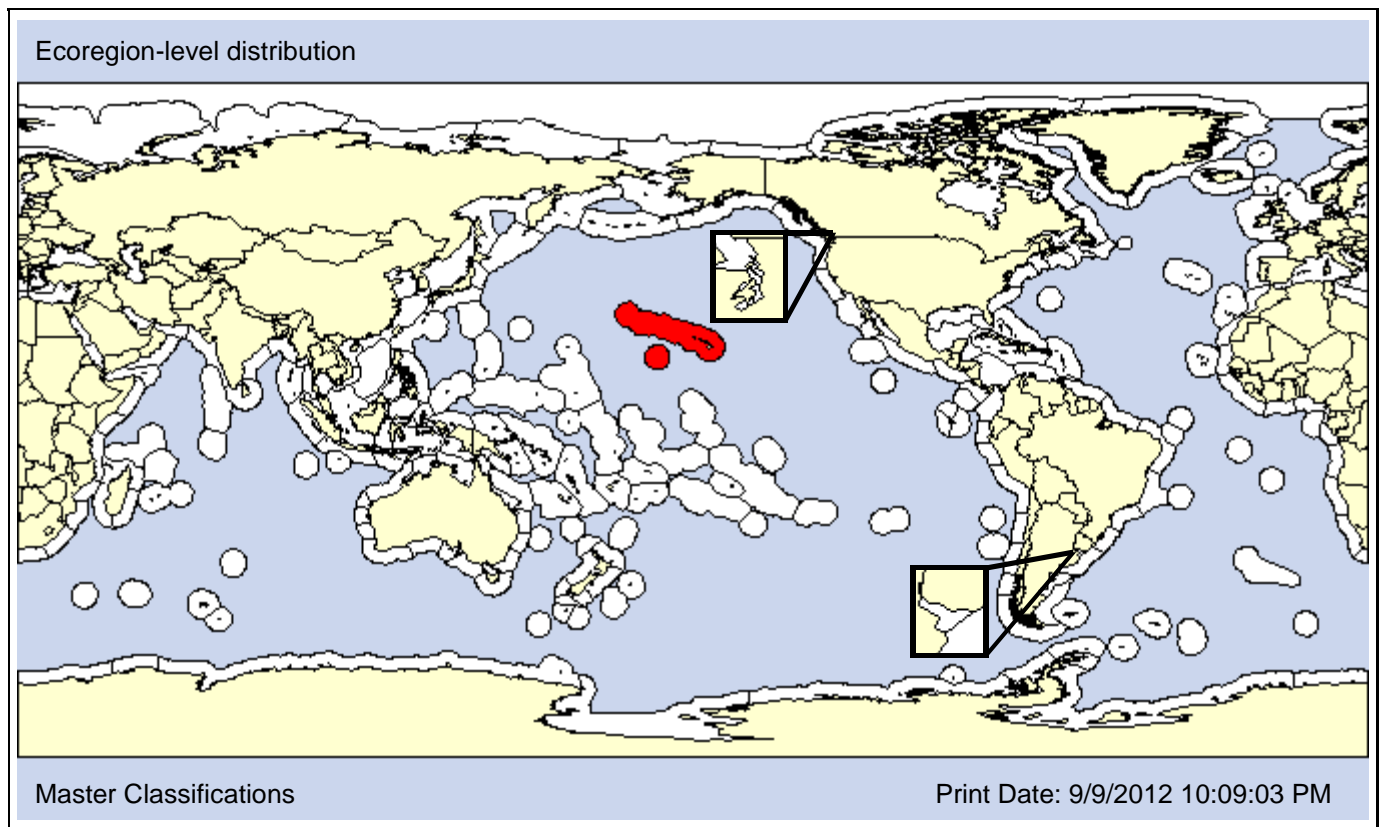 Ecoregion-level distribution
Master Classifications
Print Date: 9/9/2012 10:09:03 PM